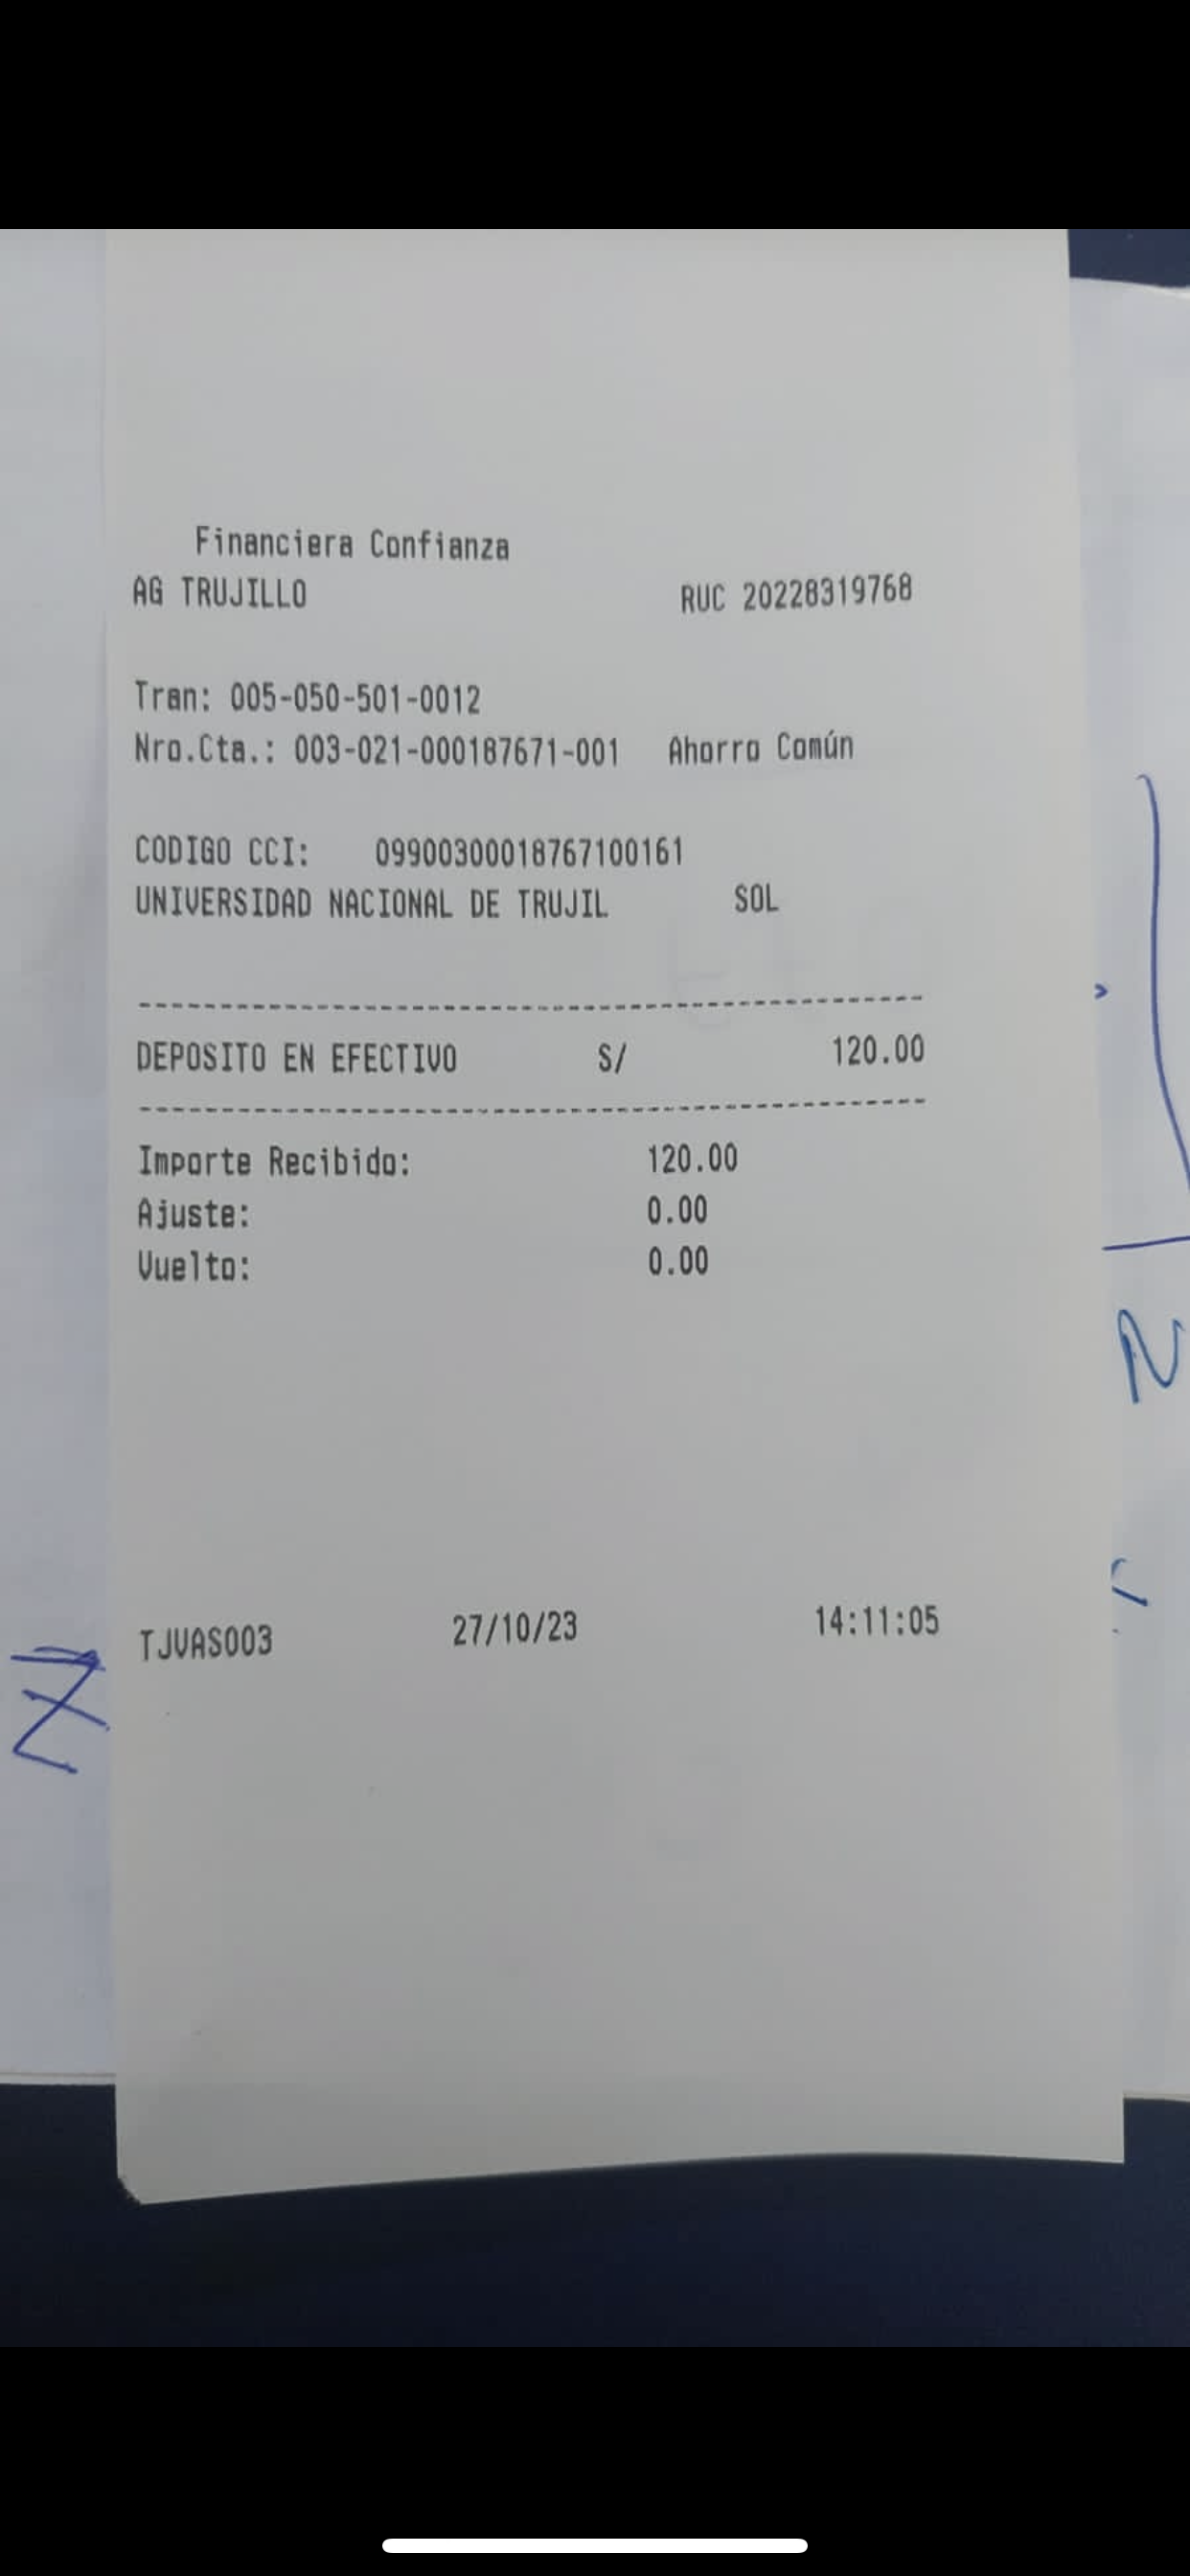 Financiera Confianza
AG TRUJILLO RUC 20228319768
Tran: 005-050-501-0012
Nro.Cta.: 003-021-000187671-001 Ahorro Común
CODIGO CCI: 09900300018767100161
UNIVERSIDAD NACIONAL DE TRUJIL SOL
----------------------------------------
DEPOSITO EN EFECTIVO S/ 120.00
----------------------------------------
Importe Recibido: 120.00
Ajuste: 0.00
Vuelto: 0.00
N
TJVAS003 27/10/23 14:11:05